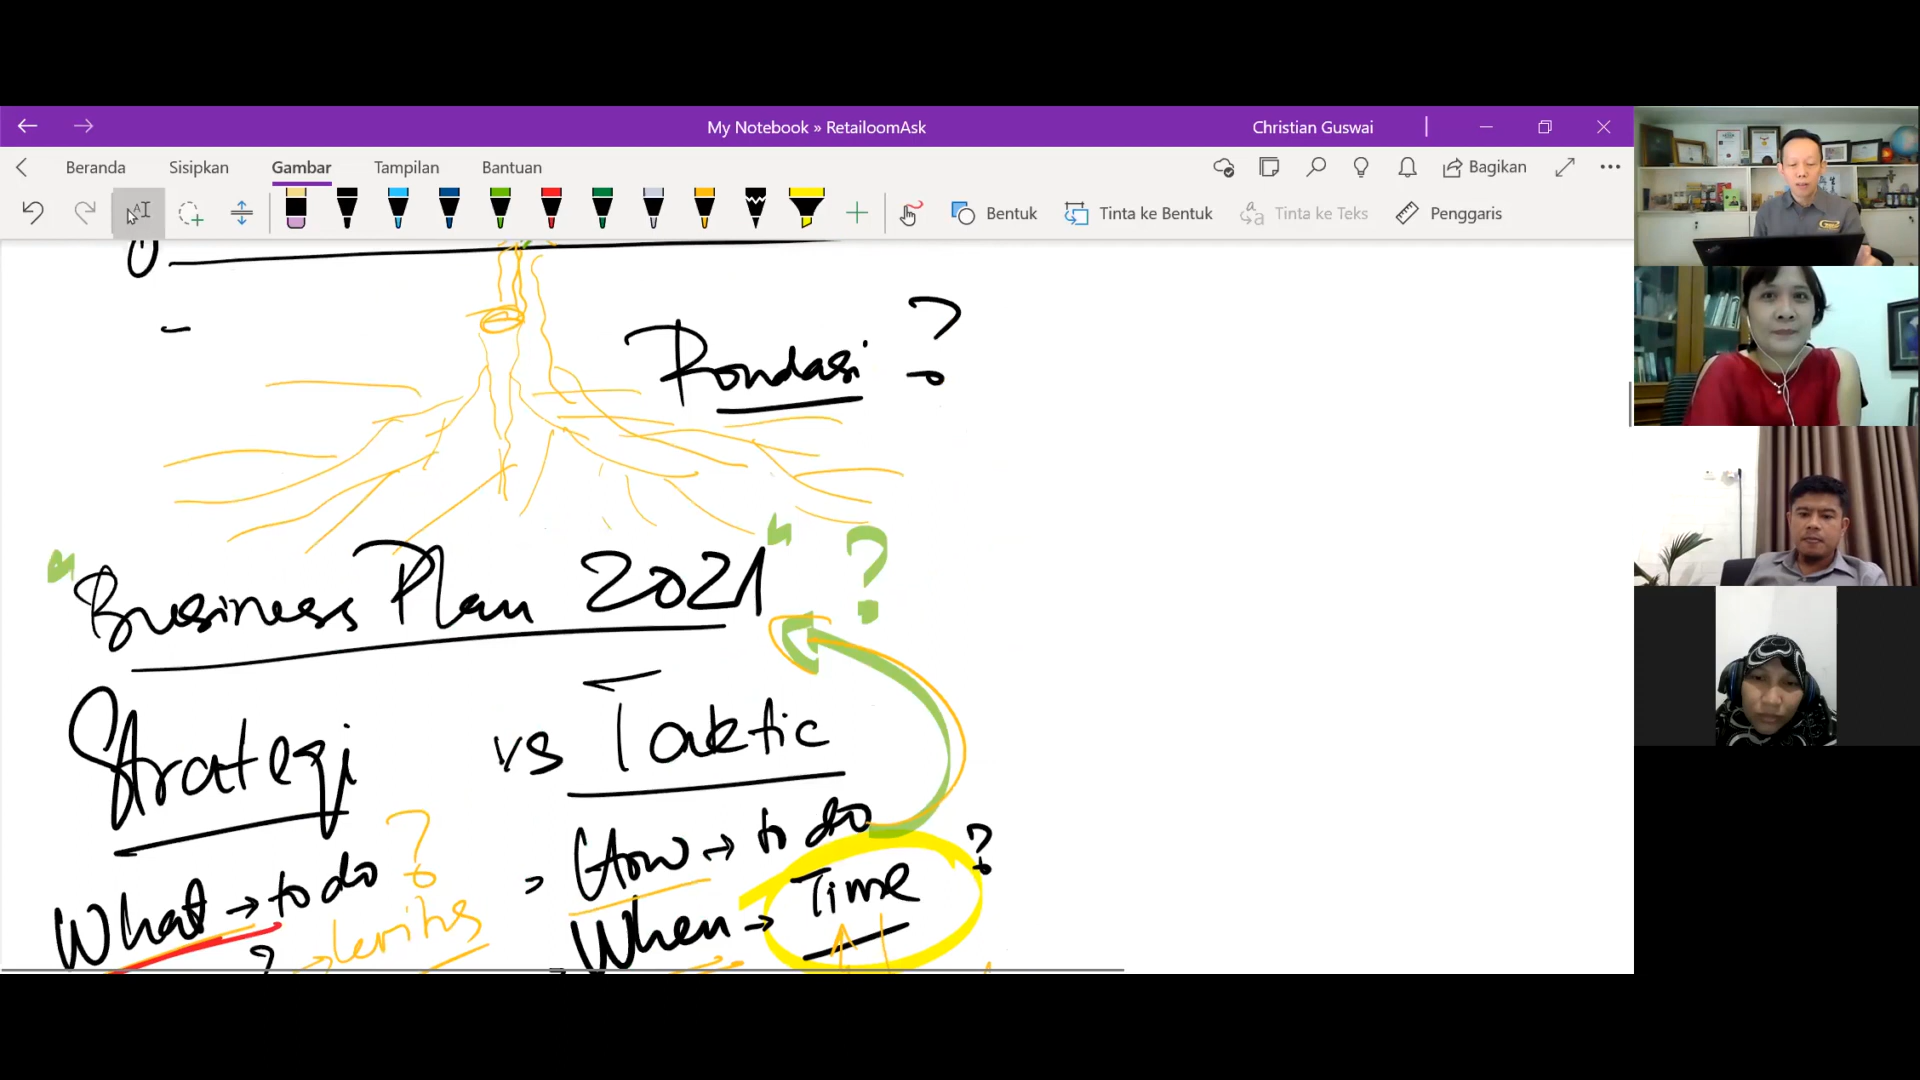 My Notebook » RetailoomAsk
Christian Guswai
Beranda Sisipkan Gambar Tampilan Bantuan
Bagikan
Bentuk Tinta ke Bentuk Tinta ke Teks Penggaris
0
Pondasi ?
"Business Plan 2021" ?
Strategi vs Taktic
What → to do ?
= How → to do
When → Time ?
?